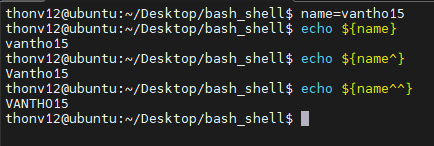 thonv12@ubuntu:~/Desktop/bash_shell$ name=vantho15
thonv12@ubuntu:~/Desktop/bash_shell$ echo ${name}
vantho15
thonv12@ubuntu:~/Desktop/bash_shell$ echo ${name^}
Vantho15
thonv12@ubuntu:~/Desktop/bash_shell$ echo ${name^^}
VANTHO15
thonv12@ubuntu:~/Desktop/bash_shell$